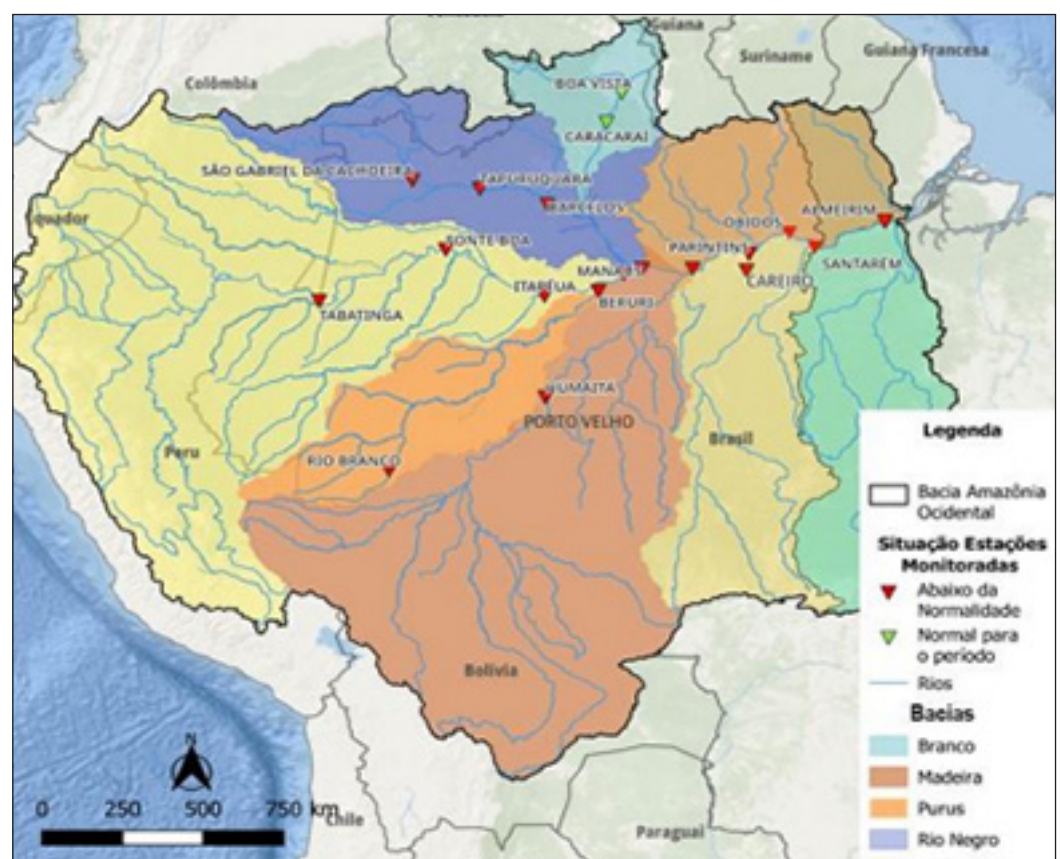 Guiana
Suriname
Guiana Francesa
Colômbia
BOA VISTA
CARACARAÍ
SÃO GABRIEL DA CACHOEIRA
TAPURUQUARA
BARCELOS
Equador
ÓBIDOS
ALMEIRIM
FONTE BOA
PARINTINS
MANAUS
SANTARÉM
CAREIRO
ITAPÉUA
BERURI
TABATINGA
HUMAITÁ
PORTO VELHO
Brasil
Peru
RIO BRANCO
Bolívia
Chile
Paraguai
N
0 250 500 750 km
Legenda
Bacia Amazônia
Ocidental
Situação Estações
Monitoradas
Abaixo da
Normalidade
Normal para
o período
Rios
Bacias
Branco
Madeira
Purus
Rio Negro